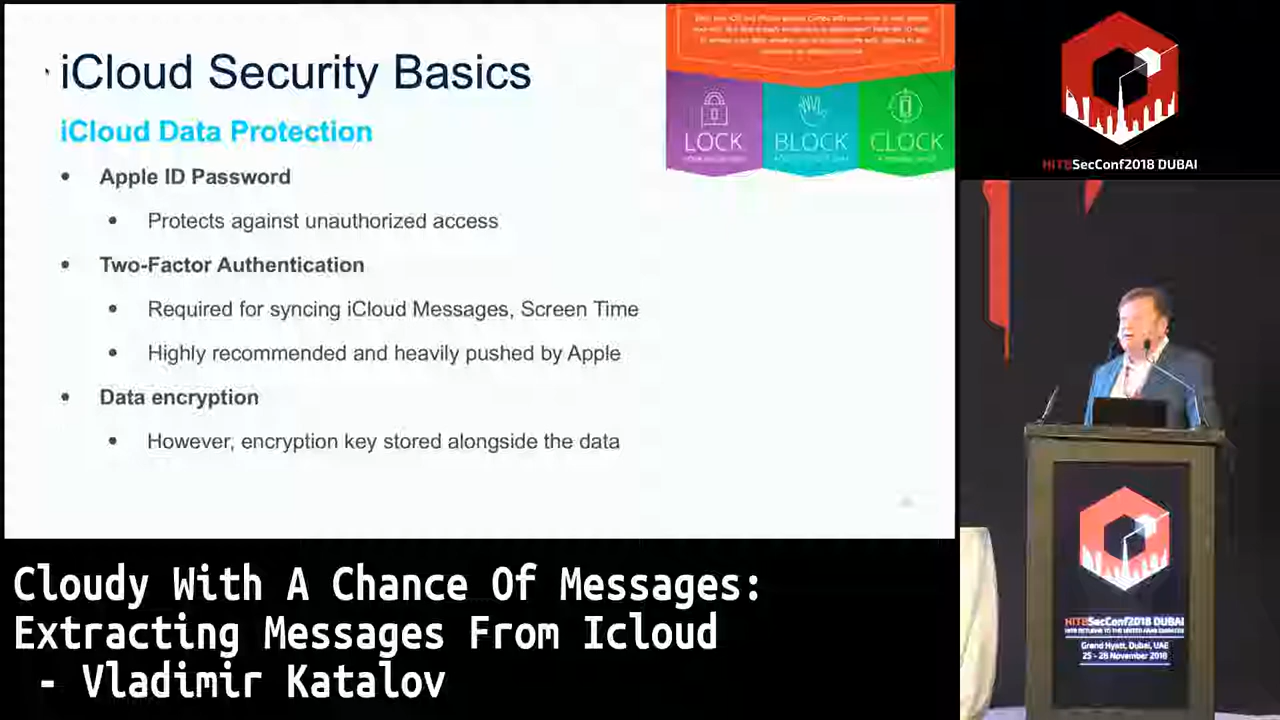 iCloud Security Basics
iCloud Data Protection
• Apple ID Password
• Protects against unauthorized access
• Two-Factor Authentication
• Required for syncing iCloud Messages, Screen Time
• Highly recommended and heavily pushed by Apple
• Data encryption
• However, encryption key stored alongside the data
LOCK
BLOCK
CLOCK
HITBSecConf2018 DUBAI
HITBSecConf2018 DUBAI
Grand Hyatt, Dubai, UAE
25 - 28 November 2018
Cloudy With A Chance Of Messages:
Extracting Messages From Icloud
- Vladimir Katalov